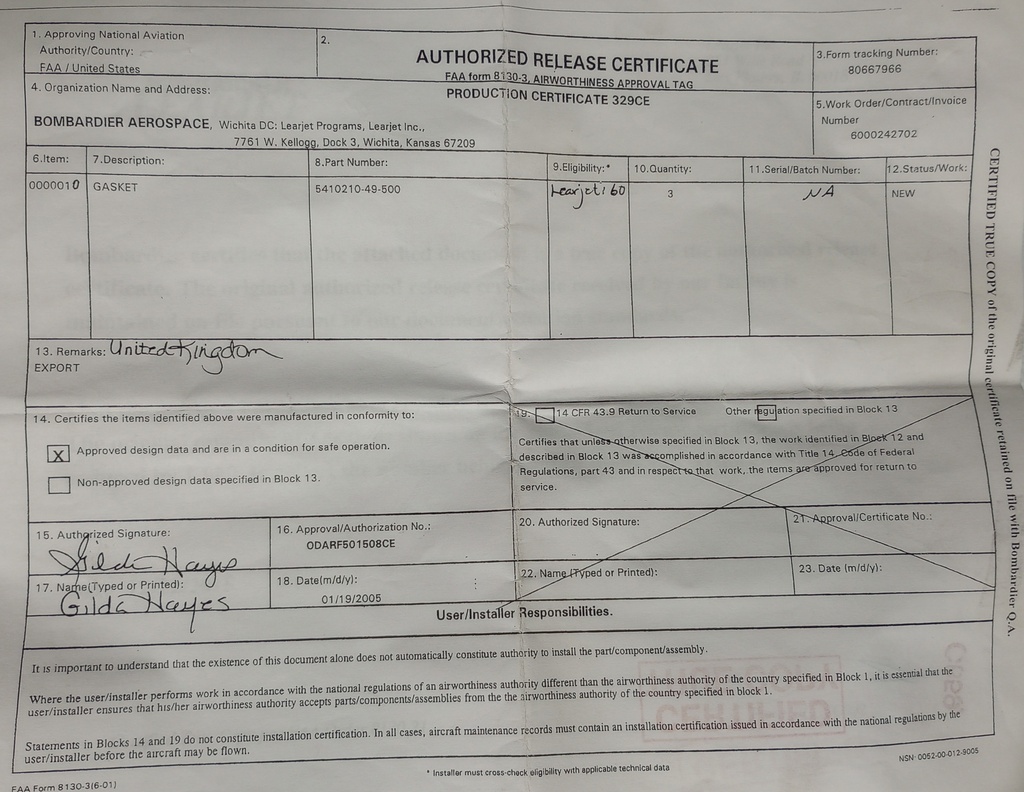 1. Approving National Aviation
Authority/Country:
FAA / United States
2.
AUTHORIZED RELEASE CERTIFICATE
FAA form 8130-3, AIRWORTHINESS APPROVAL TAG
PRODUCTION CERTIFICATE 329CE
3.Form tracking Number:
80667966
4. Organization Name and Address:
BOMBARDIER AEROSPACE, Wichita DC: Learjet Programs, Learjet Inc.,
7761 W. Kellogg, Dock 3, Wichita, Kansas 67209
5.Work Order/Contract/Invoice
Number
6000242702
6.Item: 7.Description: 8.Part Number: 9.Eligibility:* 10.Quantity: 11.Serial/Batch Number: 12.Status/Work:
0000010 GASKET 5410210-49-500 Learjet 60 3 NA NEW
13. Remarks: United Kingdom
EXPORT
14. Certifies the items identified above were manufactured in conformity to:
X Approved design data and are in a condition for safe operation.
Non-approved design data specified in Block 13.
19. 14 CFR 43.9 Return to Service Other regulation specified in Block 13
Certifies that unless otherwise specified in Block 13, the work identified in Block 12 and
described in Block 13 was accomplished in accordance with Title 14, Code of Federal
Regulations, part 43 and in respect to that work, the items are approved for return to
service.
15. Authorized Signature:
Gilda Hayes
16. Approval/Authorization No.:
ODARF501508CE
20. Authorized Signature:
21. Approval/Certificate No.:
17. Name(Typed or Printed):
Gilda Hayes
18. Date(m/d/y):
01/19/2005
22. Name (Typed or Printed):
23. Date (m/d/y):
User/Installer Responsibilities.
It is important to understand that the existence of this document alone does not automatically constitute authority to install the part/component/assembly.
Where the user/installer performs work in accordance with the national regulations of an airworthiness authority different than the airworthiness authority of the country specified in Block 1, it is essential that the
user/installer ensures that his/her airworthiness authority accepts parts/components/assemblies from the the airworthiness authority of the country specified in block 1.
Statements in Blocks 14 and 19 do not constitute installation certification. In all cases, aircraft maintenance records must contain an installation certification issued in accordance with the national regulations by the
user/installer before the aircraft may be flown.
* Installer must cross-check eligibility with applicable technical data
NSN: 0052-00-012-9005
FAA Form 8130-3(6-01)
CERTIFIED TRUE COPY of the original certificate retained on file with Bombardier Q.A.